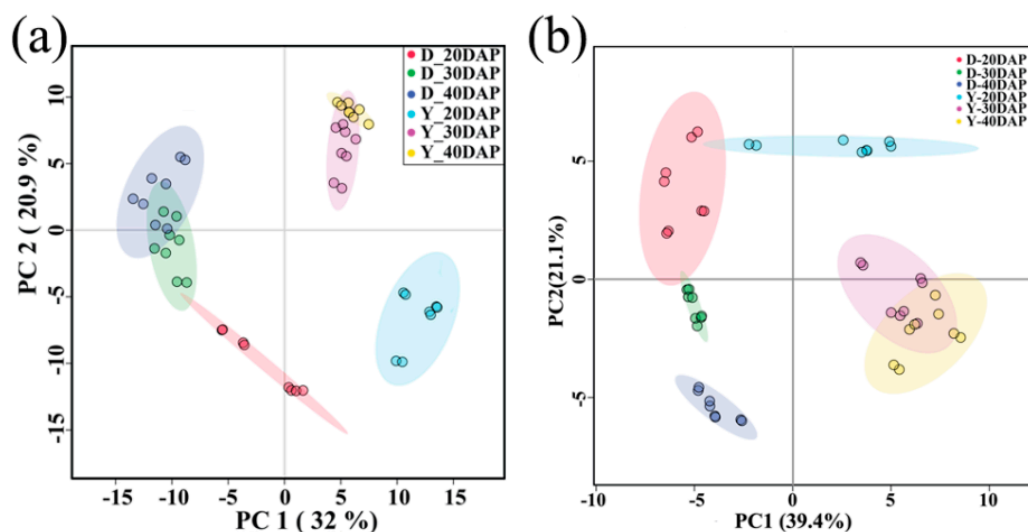 (a)
D_20DAP
D_30DAP
D_40DAP
Y_20DAP
Y_30DAP
Y_40DAP
10
5
0
-5
-10
-15
PC 2 ( 20.9 %)
-15 -10 -5 0 5 10 15
PC 1 ( 32 %)
(b)
D-20DAP
D-30DAP
D-40DAP
Y-20DAP
Y-30DAP
Y-40DAP
5
0
-5
PC2(21.1%)
-10 -5 0 5 10
PC1 (39.4%)